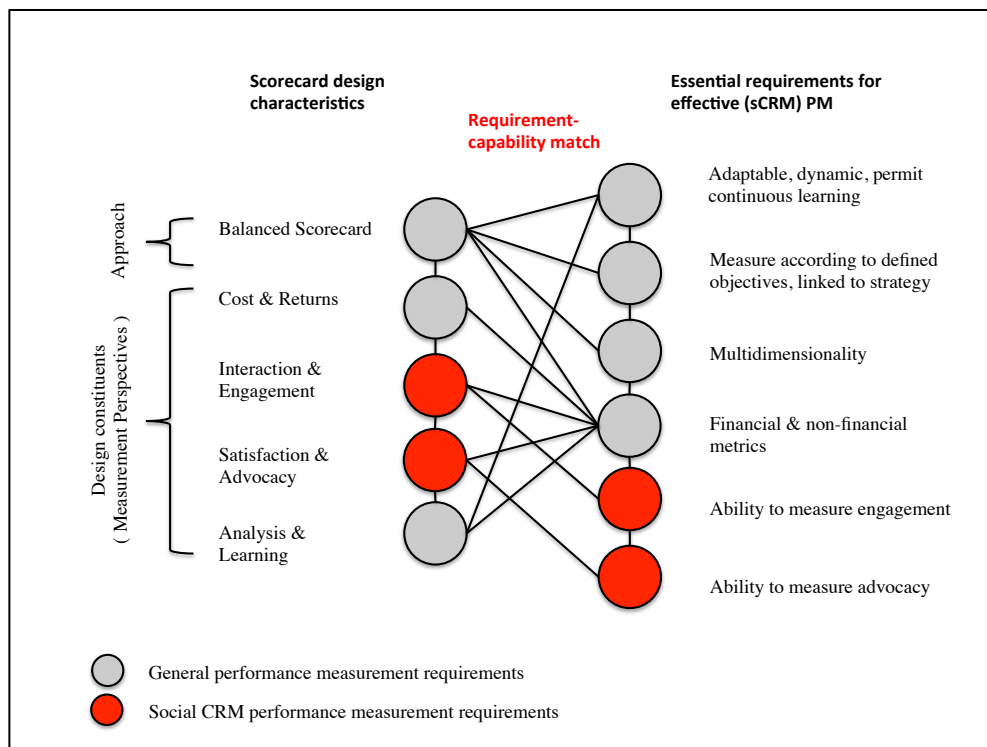 Scorecard design
characteristics
Essential requirements for
effective (sCRM) PM
Requirement-
capability match
Approach
Balanced Scorecard
Design constituents
( Measurement Perspectives )
Cost & Returns
Interaction &
Engagement
Satisfaction &
Advocacy
Analysis &
Learning
Adaptable, dynamic, permit
continuous learning
Measure according to defined
objectives, linked to strategy
Multidimensionality
Financial & non-financial
metrics
Ability to measure engagement
Ability to measure advocacy
General performance measurement requirements
Social CRM performance measurement requirements